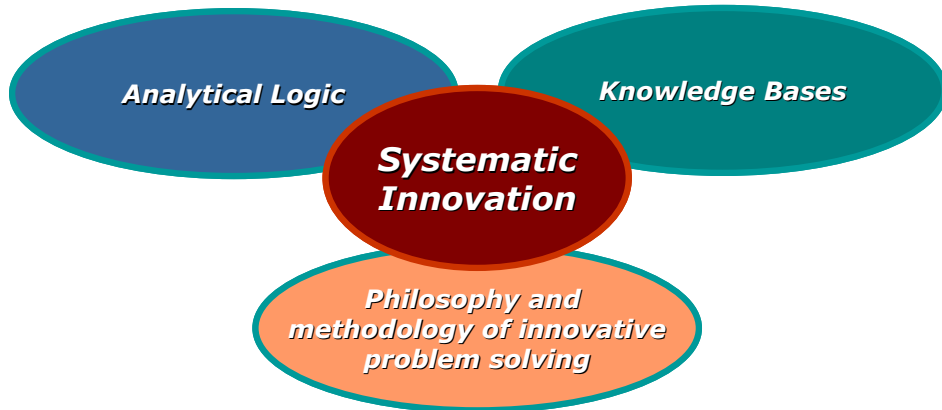 Analytical Logic
Knowledge Bases
Systematic
Innovation
Philosophy and
methodology of innovative
problem solving